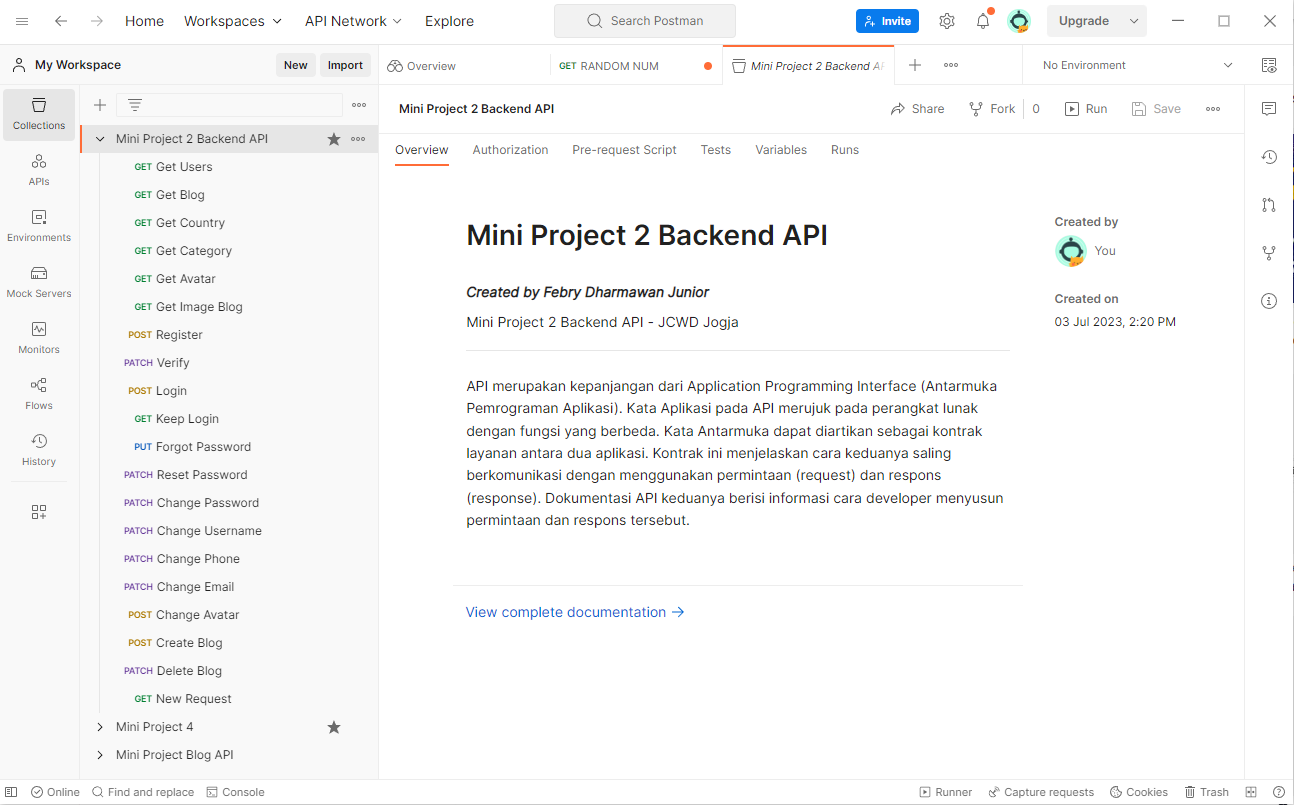 Home Workspaces API Network Explore Search Postman Invite Upgrade
My Workspace New Import
Overview GET RANDOM NUM Mini Project 2 Backend AP No Environment
Collections
APIs
Environments
Mock Servers
Monitors
Flows
History
Mini Project 2 Backend API
GET Get Users
GET Get Blog
GET Get Country
GET Get Category
GET Get Avatar
GET Get Image Blog
POST Register
PATCH Verify
POST Login
GET Keep Login
PUT Forgot Password
PATCH Reset Password
PATCH Change Password
PATCH Change Username
PATCH Change Phone
PATCH Change Email
POST Change Avatar
POST Create Blog
PATCH Delete Blog
GET New Request
Mini Project 4
Mini Project Blog API
Mini Project 2 Backend API Share Fork 0 Run Save
Overview Authorization Pre-request Script Tests Variables Runs
Mini Project 2 Backend API
Created by Febry Dharmawan Junior
Mini Project 2 Backend API - JCWD Jogja
API merupakan kepanjangan dari Application Programming Interface (Antarmuka
Pemrograman Aplikasi). Kata Aplikasi pada API merujuk pada perangkat lunak
dengan fungsi yang berbeda. Kata Antarmuka dapat diartikan sebagai kontrak
layanan antara dua aplikasi. Kontrak ini menjelaskan cara keduanya saling
berkomunikasi dengan menggunakan permintaan (request) dan respons
(response). Dokumentasi API keduanya berisi informasi cara developer menyusun
permintaan dan respons tersebut.
View complete documentation →
Created by
You
Created on
03 Jul 2023, 2:20 PM
Online Find and replace Console Runner Capture requests Cookies Trash